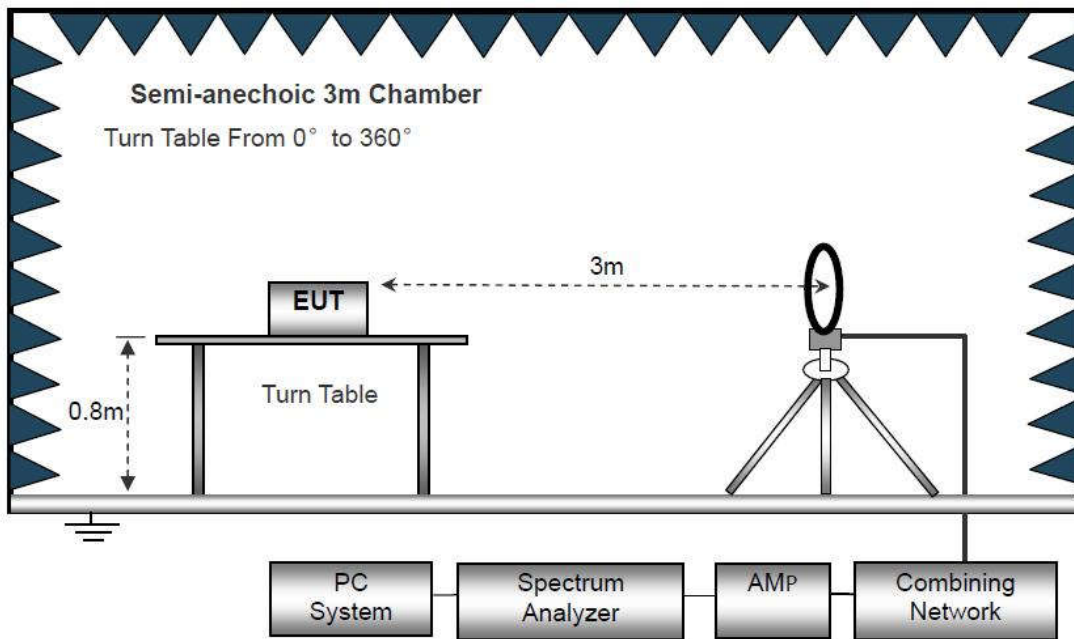 Semi-anechoic 3m Chamber
Turn Table From 0° to 360°
3m
EUT
Turn Table
0.8m
PC
System
Spectrum
Analyzer
AMP
Combining
Network